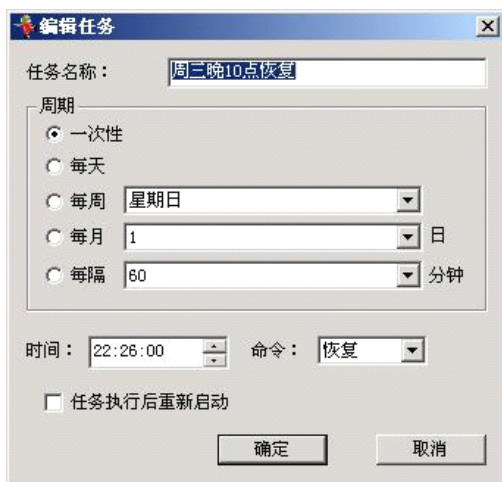 编辑任务
任务名称： 周三晚10点恢复
周期
一次性
每天
每周 星期日
每月 1 日
每隔 60 分钟
时间： 22:26:00 命令： 恢复
任务执行后重新启动
确定 取消